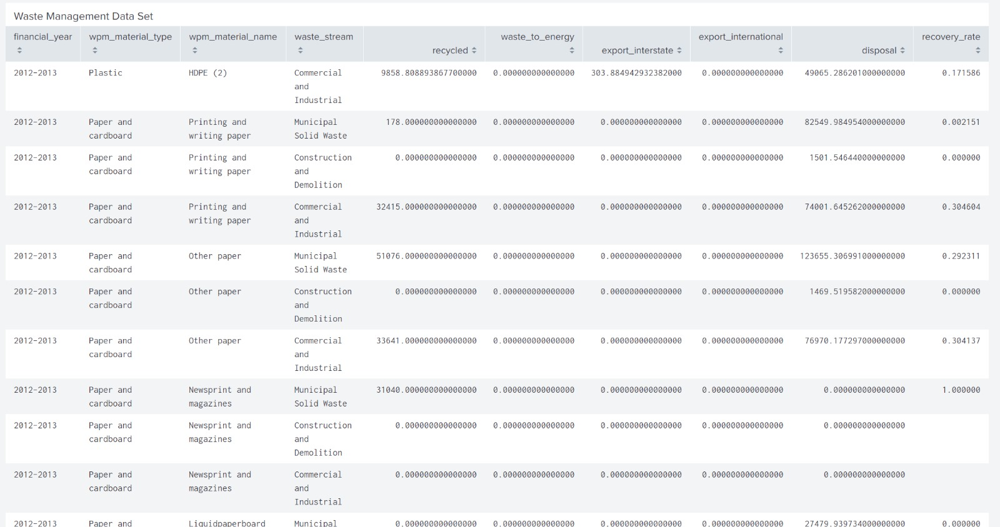 Waste Management Data Set
financial_year wpm_material_type wpm_material_name waste_stream recycled waste_to_energy export_interstate export_international disposal recovery_rate
2012-2013 Plastic HDPE (2) Commercial 9858.808893867700000 0.000000000000000 303.884942932382000 0.000000000000000 49065.286201000000000 0.171586
and
Industrial
2012-2013 Paper and Printing and Municipal 178.000000000000000 0.000000000000000 0.000000000000000 0.000000000000000 82549.984954000000000 0.002151
cardboard writing paper Solid Waste
2012-2013 Paper and Printing and Construction 0.000000000000000 0.000000000000000 0.000000000000000 0.000000000000000 1501.546440000000000 0.000000
cardboard writing paper and
Demolition
2012-2013 Paper and Printing and Commercial 32415.000000000000000 0.000000000000000 0.000000000000000 0.000000000000000 74001.645262000000000 0.304604
cardboard writing paper and
Industrial
2012-2013 Paper and Other paper Municipal 51076.000000000000000 0.000000000000000 0.000000000000000 0.000000000000000 123655.306991000000000 0.292311
cardboard Solid Waste
2012-2013 Paper and Other paper Construction 0.000000000000000 0.000000000000000 0.000000000000000 0.000000000000000 1469.519582000000000 0.000000
cardboard and
Demolition
2012-2013 Paper and Other paper Commercial 33641.000000000000000 0.000000000000000 0.000000000000000 0.000000000000000 76970.177297000000000 0.304137
cardboard and
Industrial
2012-2013 Paper and Newsprint and Municipal 31040.000000000000000 0.000000000000000 0.000000000000000 0.000000000000000 0.000000000000000 1.000000
cardboard magazines Solid Waste
2012-2013 Paper and Newsprint and Construction 0.000000000000000 0.000000000000000 0.000000000000000 0.000000000000000 0.000000000000000
cardboard magazines and
Demolition
2012-2013 Paper and Newsprint and Commercial 0.000000000000000 0.000000000000000 0.000000000000000 0.000000000000000 0.000000000000000
cardboard magazines and
Industrial
2012-2013 Paper and Liquidpaperboard Municipal 0.000000000000000 0.000000000000000 0.000000000000000 0.000000000000000 27479.939734000000000 0.000000